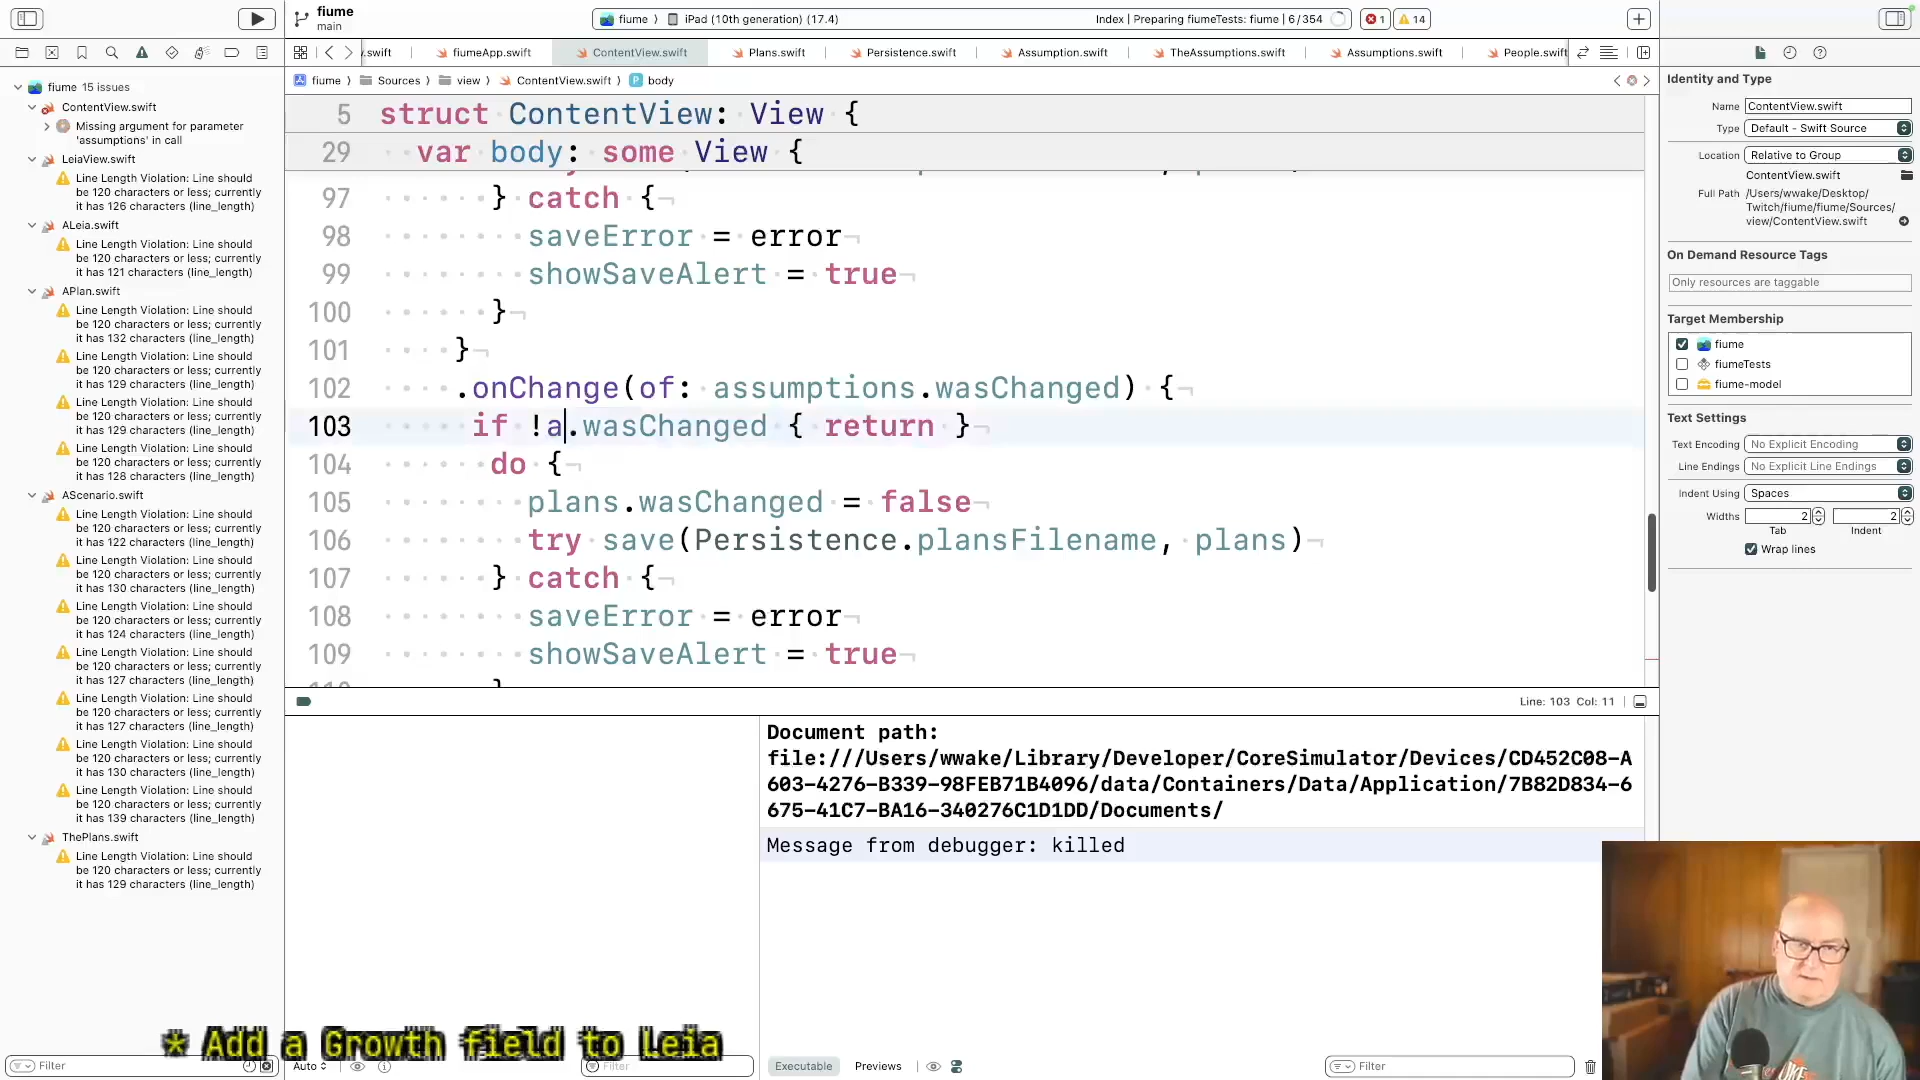 fiume
main
fiume
iPad (10th generation) (17.4)
Index | Preparing fiumeTests: fiume | 6/354
1
14
.swift
fiumeApp.swift
ContentView.swift
Plans.swift
Persistence.swift
Assumption.swift
TheAssumptions.swift
Assumptions.swift
People.swift
fiume
Sources
view
ContentView.swift
body
fiume 15 issues
ContentView.swift
Missing argument for parameter
'assumptions' in call
LeiaView.swift
Line Length Violation: Line should
be 120 characters or less; currently
it has 126 characters (line_length)
ALeia.swift
Line Length Violation: Line should
be 120 characters or less; currently
it has 121 characters (line_length)
APlan.swift
Line Length Violation: Line should
be 120 characters or less; currently
it has 132 characters (line_length)
Line Length Violation: Line should
be 120 characters or less; currently
it has 129 characters (line_length)
Line Length Violation: Line should
be 120 characters or less; currently
it has 129 characters (line_length)
Line Length Violation: Line should
be 120 characters or less; currently
it has 128 characters (line_length)
AScenario.swift
Line Length Violation: Line should
be 120 characters or less; currently
it has 122 characters (line_length)
Line Length Violation: Line should
be 120 characters or less; currently
it has 130 characters (line_length)
Line Length Violation: Line should
be 120 characters or less; currently
it has 124 characters (line_length)
Line Length Violation: Line should
be 120 characters or less; currently
it has 127 characters (line_length)
Line Length Violation: Line should
be 120 characters or less; currently
it has 127 characters (line_length)
Line Length Violation: Line should
be 120 characters or less; currently
it has 130 characters (line_length)
Line Length Violation: Line should
be 120 characters or less; currently
it has 139 characters (line_length)
ThePlans.swift
Line Length Violation: Line should
be 120 characters or less; currently
it has 129 characters (line_length)
Filter
5 struct ContentView: View {
29 var body: some View {
97 } catch {
98 saveError = error
99 showSaveAlert = true
100 }
101 }
102 .onChange(of: assumptions.wasChanged) {
103 if !a.wasChanged { return }
104 do {
105 plans.wasChanged = false
106 try save(Persistence.plansFilename, plans)
107 } catch {
108 saveError = error
109 showSaveAlert = true
Line: 103 Col: 11
Document path:
file:///Users/wwake/Library/Developer/CoreSimulator/Devices/CD452C08-A
603-4276-B339-98FEB71B4096/data/Containers/Data/Application/7B82D834-6
675-41C7-BA16-340276C1D1DD/Documents/
Message from debugger: killed
* Add a Growth field to Leia
Auto
Filter
Executable
Previews
Filter
Identity and Type
Name ContentView.swift
Type Default - Swift Source
Location Relative to Group
ContentView.swift
Full Path /Users/wwake/Desktop/
Twitch/fiume/fiume/Sources/
view/ContentView.swift
On Demand Resource Tags
Only resources are taggable
Target Membership
fiume
fiumeTests
fiume-model
Text Settings
Text Encoding No Explicit Encoding
Line Endings No Explicit Line Endings
Indent Using Spaces
Widths 2 2
Tab Indent
Wrap lines